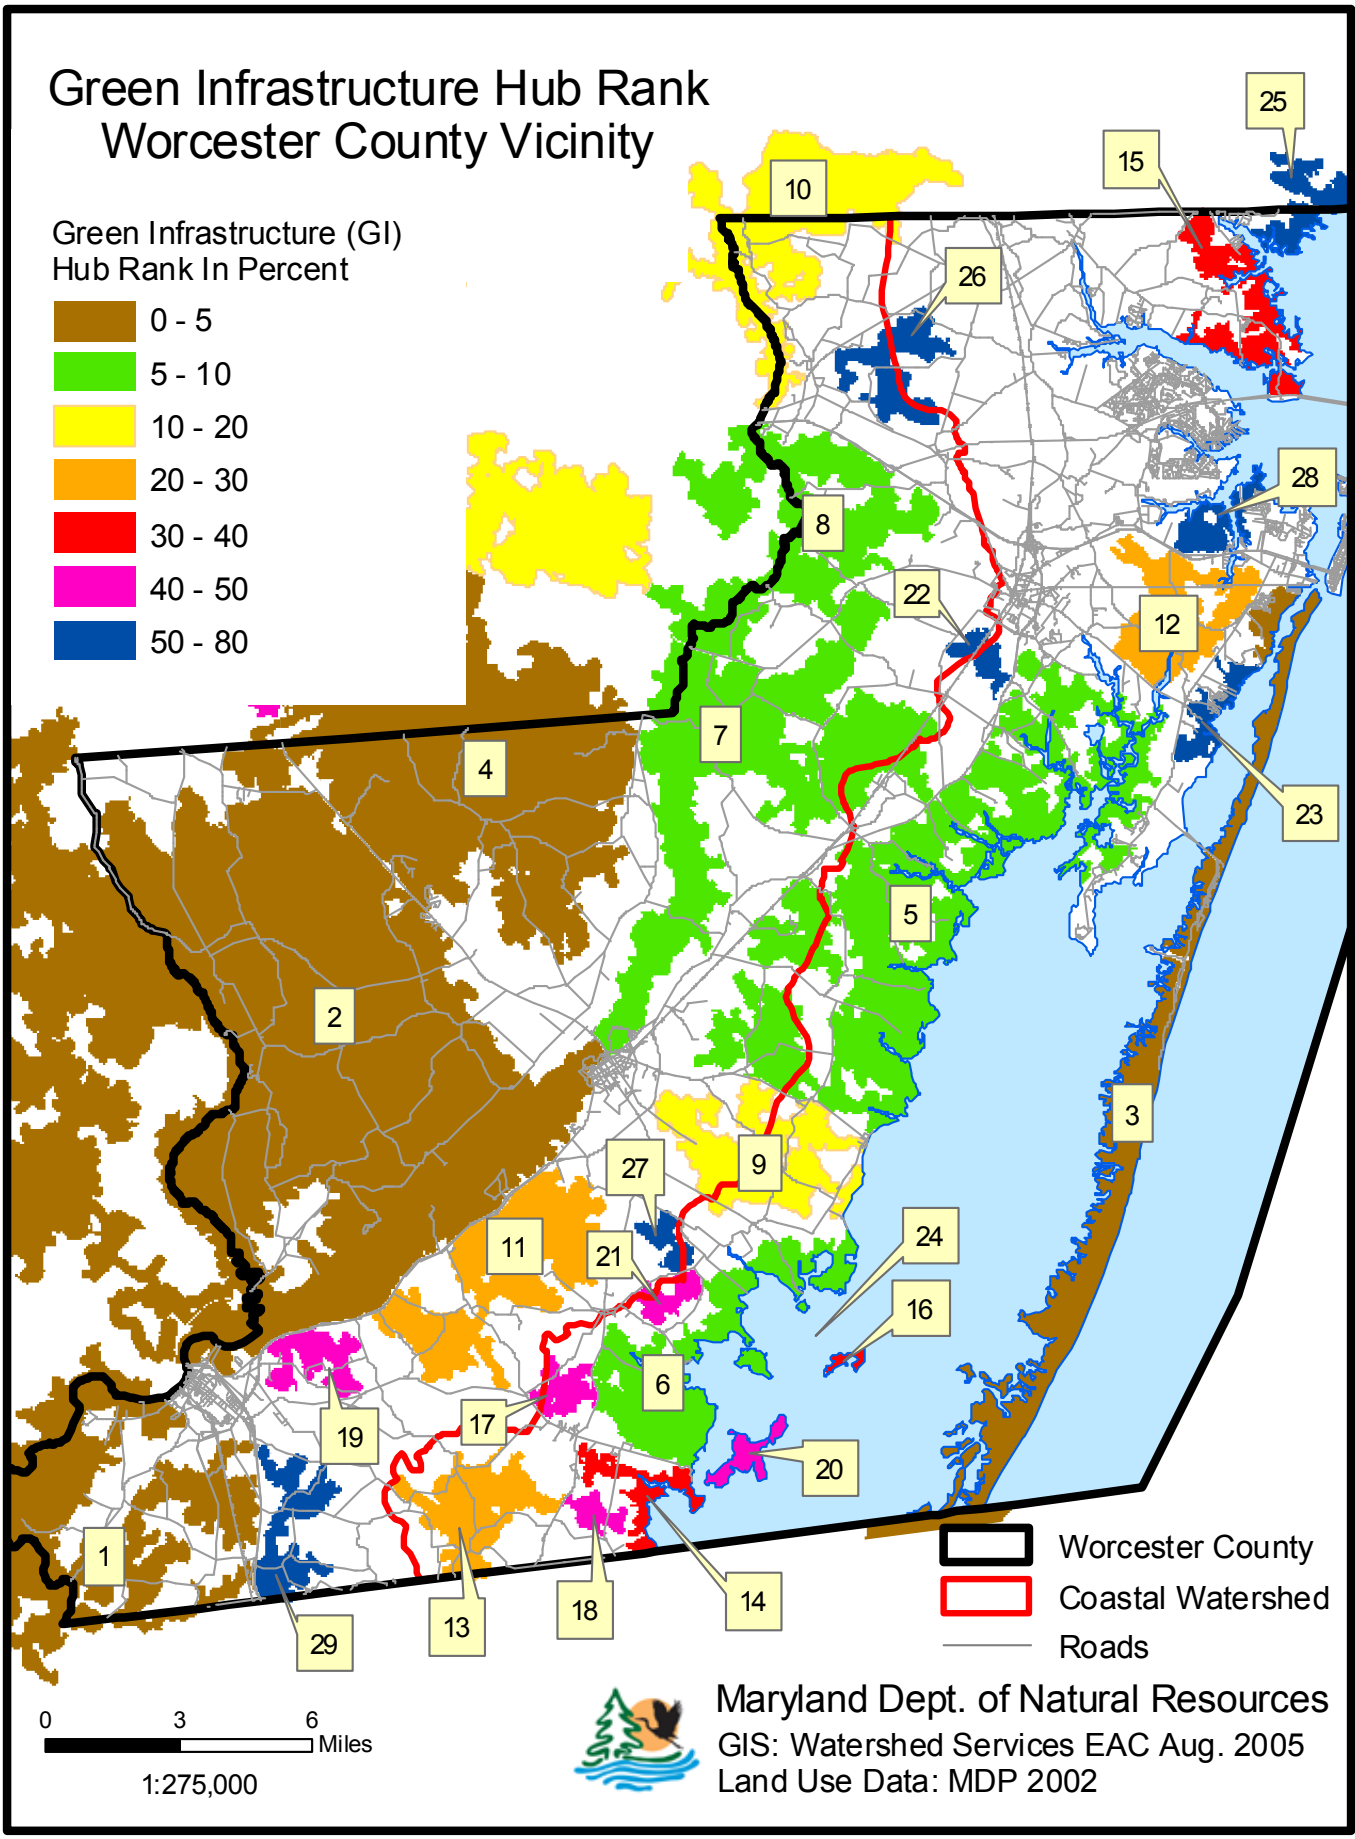 Green Infrastructure Hub Rank
Worcester County Vicinity
Green Infrastructure (GI)
Hub Rank In Percent
0 - 5
5 - 10
10 - 20
20 - 30
30 - 40
40 - 50
50 - 80
25
15
10
26
28
8
22
12
7
4
23
5
2
3
9
27
11
24
21
16
6
17
19
20
1
14
18
13
29
Worcester County
Coastal Watershed
Roads
Maryland Dept. of Natural Resources
GIS: Watershed Services EAC Aug. 2005
Land Use Data: MDP 2002
0 3 6
Miles
1:275,000